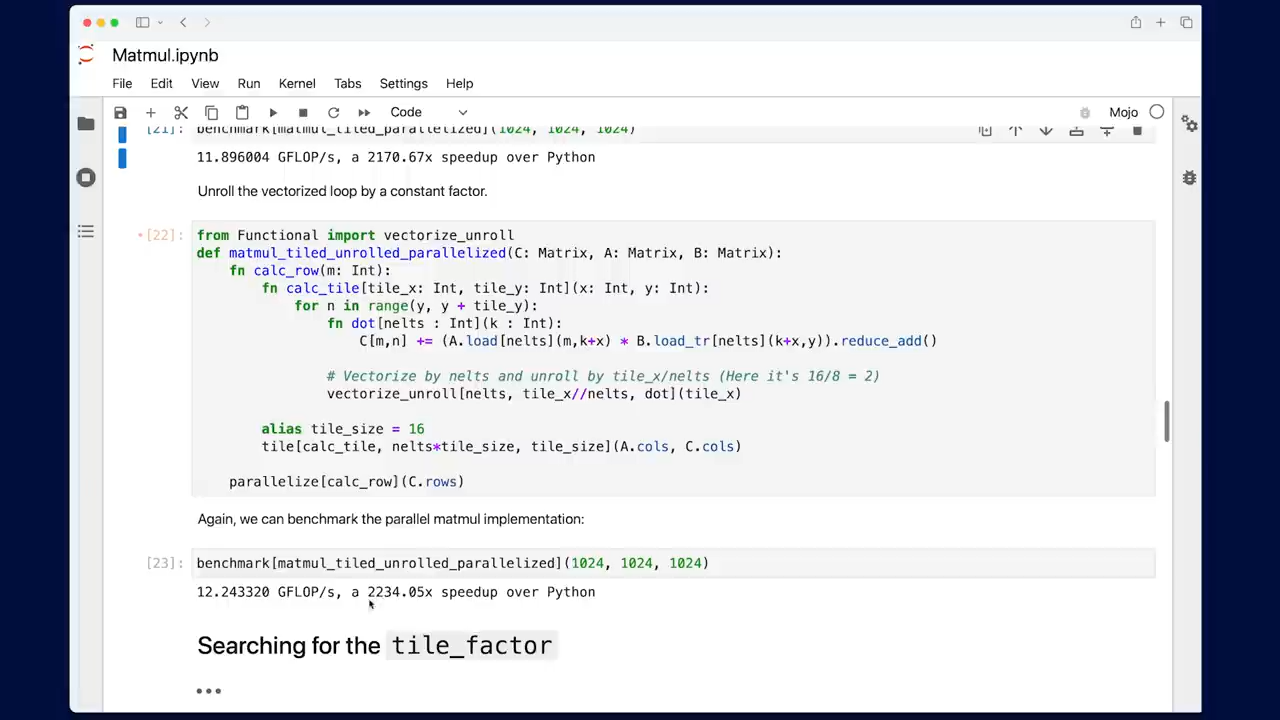 Matmul.ipynb
File Edit View Run Kernel Tabs Settings Help
Code
Mojo
[21]: benchmark[matmul_tiled_parallelized](1024, 1024, 1024)
11.896004 GFLOP/s, a 2170.67x speedup over Python
Unroll the vectorized loop by a constant factor.
•[22]: from Functional import vectorize_unroll
def matmul_tiled_unrolled_parallelized(C: Matrix, A: Matrix, B: Matrix):
    fn calc_row(m: Int):
        fn calc_tile[tile_x: Int, tile_y: Int](x: Int, y: Int):
            for n in range(y, y + tile_y):
                fn dot[nelts : Int](k : Int):
                    C[m,n] += (A.load[nelts](m,k+x) * B.load_tr[nelts](k+x,y)).reduce_add()
                # Vectorize by nelts and unroll by tile_x/nelts (Here it's 16/8 = 2)
                vectorize_unroll[nelts, tile_x//nelts, dot](tile_x)
        alias tile_size = 16
        tile[calc_tile, nelts*tile_size, tile_size](A.cols, C.cols)
    parallelize[calc_row](C.rows)
Again, we can benchmark the parallel matmul implementation:
[23]: benchmark[matmul_tiled_unrolled_parallelized](1024, 1024, 1024)
12.243320 GFLOP/s, a 2234.05x speedup over Python
Searching for the tile_factor
•••